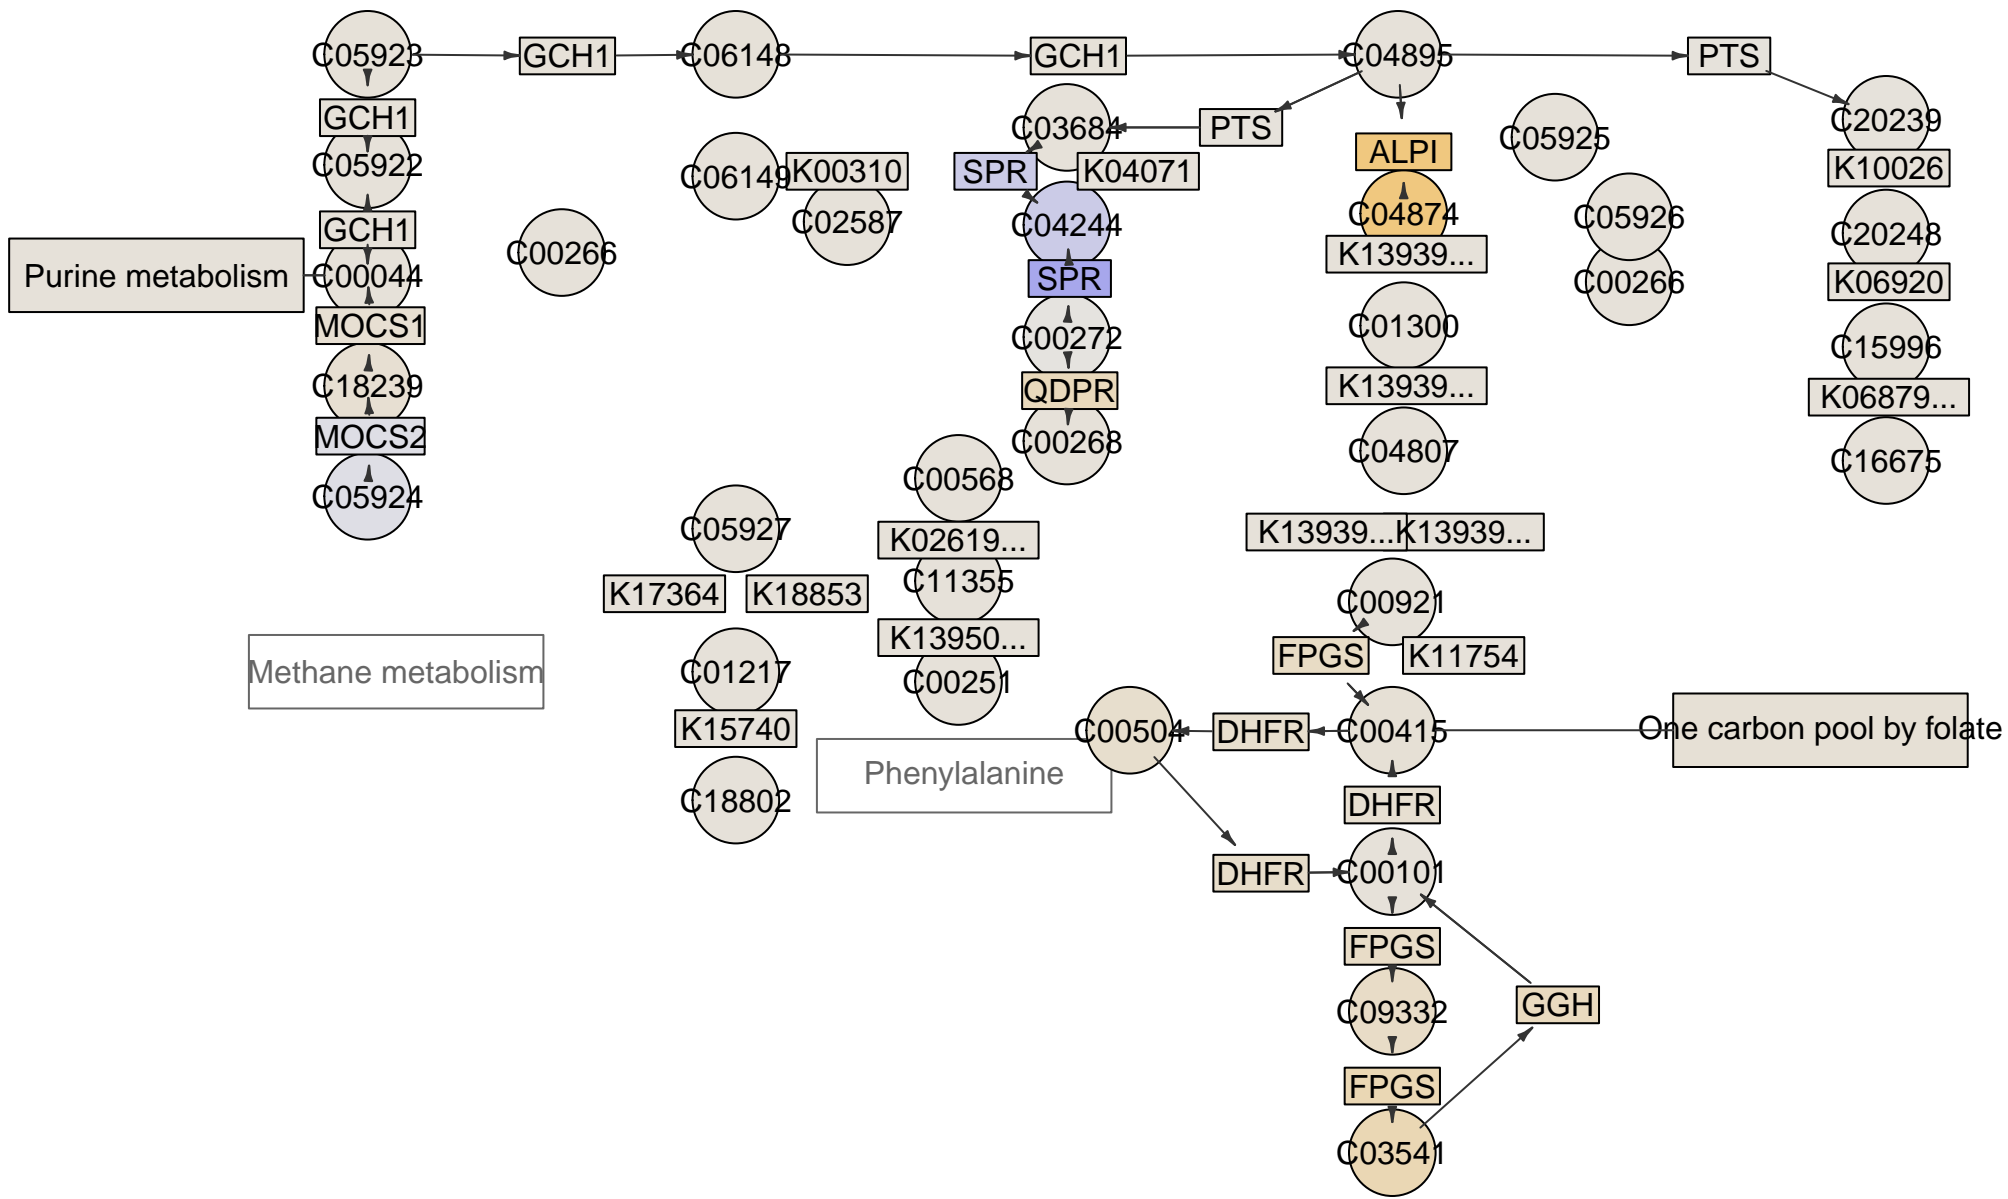 C05923
GCH1
C06148
GCH1
C04895
PTS
GCH1
C03684
PTS
C20239
ALPI
C05925
C05922
C06149
K00310
SPR
K04071
K10026
C02587
C04244
C04874
C05926
GCH1
C00266
K13939...
C20248
Purine metabolism
C00044
SPR
C00266
K06920
MOCS1
C00272
C01300
C15996
C18239
QDPR
K13939...
K06879...
MOCS2
C00268
C04807
C16675
C05924
C00568
C05927
K02619...
K13939...
K13939...
K17364
K18853
C11355
C00921
K13950...
FPGS
K11754
Methane metabolism
C01217
C00251
K15740
C00504
DHFR
C00415
One carbon pool by folate
Phenylalanine
C18802
DHFR
DHFR
C00101
FPGS
C09332
GGH
FPGS
C03541